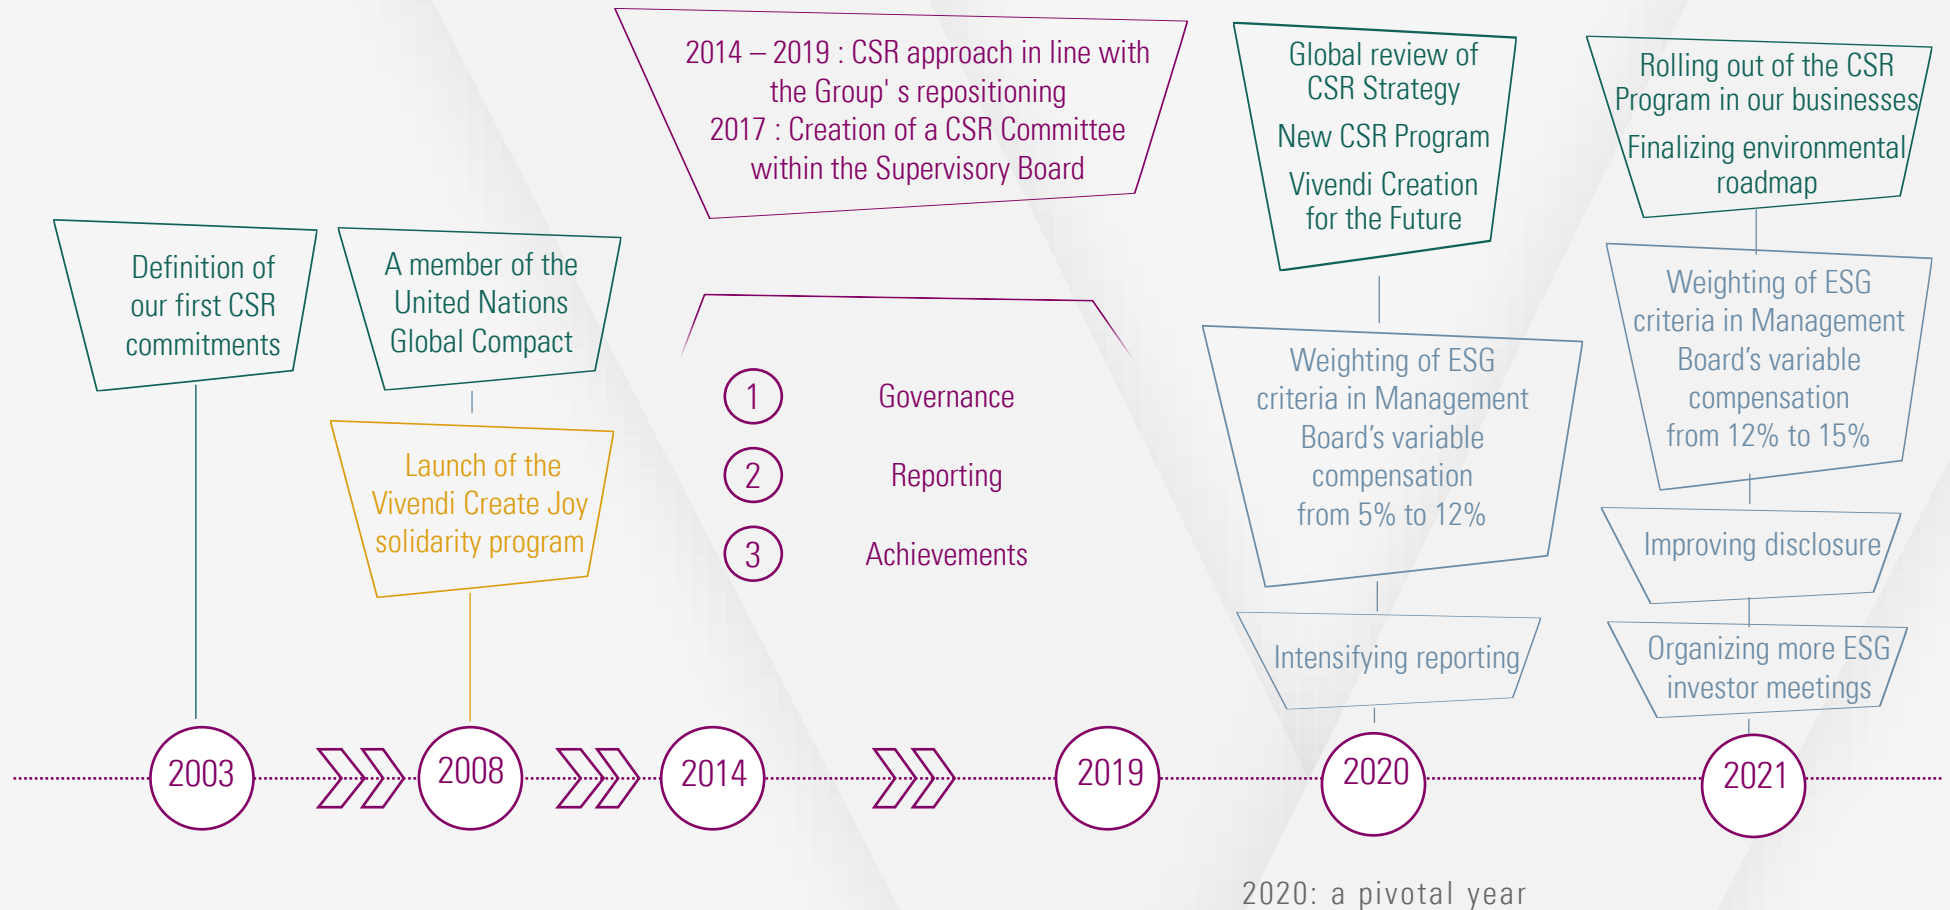 2014 – 2019 : CSR approach in line with
the Group' s repositioning
2017 : Creation of a CSR Committee
within the Supervisory Board
Global review of
CSR Strategy
New CSR Program
Vivendi Creation
for the Future
Rolling out of the CSR
Program in our businesses
Finalizing environmental
roadmap
Definition of
our first CSR
commitments
A member of the
United Nations
Global Compact
Launch of the
Vivendi Create Joy
solidarity program
1 Governance
2 Reporting
3 Achievements
Weighting of ESG
criteria in Management
Board’s variable
compensation
from 5% to 12%
Intensifying reporting
Weighting of ESG
criteria in Management
Board’s variable
compensation
from 12% to 15%
Improving disclosure
Organizing more ESG
investor meetings
2003 2008 2014 2019 2020 2021
2020: a pivotal year